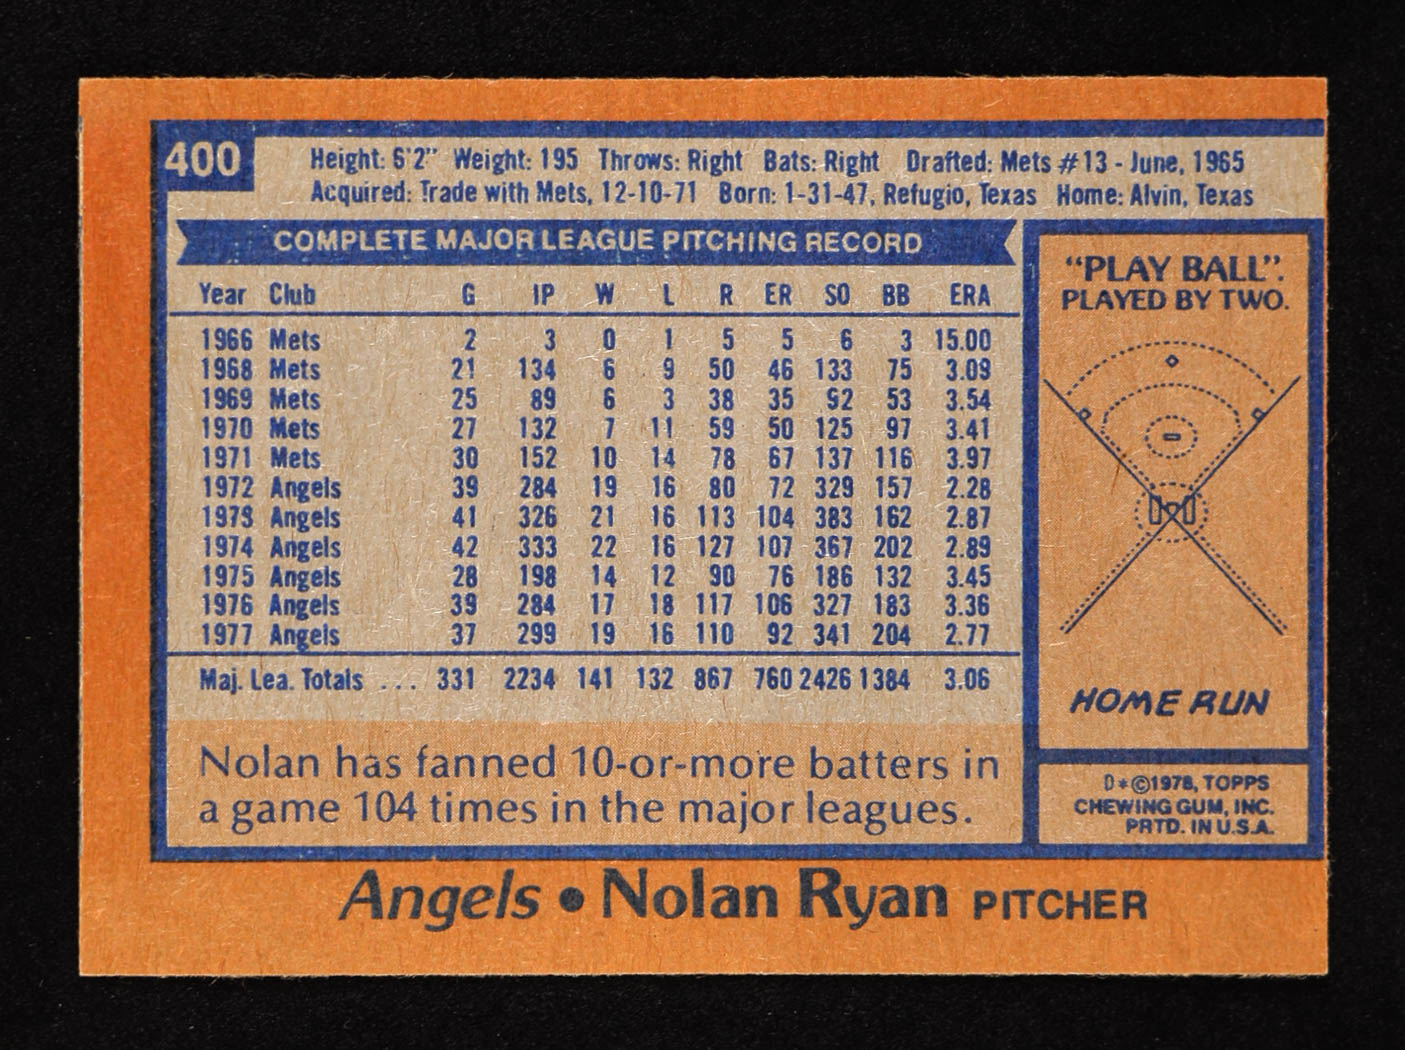 400
Height: 6'2" Weight: 195 Throws: Right Bats: Right Drafted: Mets #13 - June, 1965
Acquired: Trade with Mets, 12-10-71 Born: 1-31-47, Refugio, Texas Home: Alvin, Texas
COMPLETE MAJOR LEAGUE PITCHING RECORD
Year Club G IP W L R ER SO BB ERA
1966 Mets 2 3 0 1 5 5 6 3 15.00
1968 Mets 21 134 6 9 50 46 133 75 3.09
1969 Mets 25 89 6 3 38 35 92 53 3.54
1970 Mets 27 132 7 11 59 50 125 97 3.41
1971 Mets 30 152 10 14 78 67 137 116 3.97
1972 Angels 39 284 19 16 80 72 329 157 2.28
1973 Angels 41 326 21 16 113 104 383 162 2.87
1974 Angels 42 333 22 16 127 107 367 202 2.89
1975 Angels 28 198 14 12 90 76 186 132 3.45
1976 Angels 39 284 17 18 117 106 327 183 3.36
1977 Angels 37 299 19 16 110 92 341 204 2.77
Maj. Lea. Totals ... 331 2234 141 132 867 760 2426 1384 3.06
Nolan has fanned 10-or-more batters in
a game 104 times in the major leagues.
"PLAY BALL".
PLAYED BY TWO.
HOME RUN
D*©1978, TOPPS
CHEWING GUM, INC.
PRTD. IN U.S.A.
Angels • Nolan Ryan PITCHER